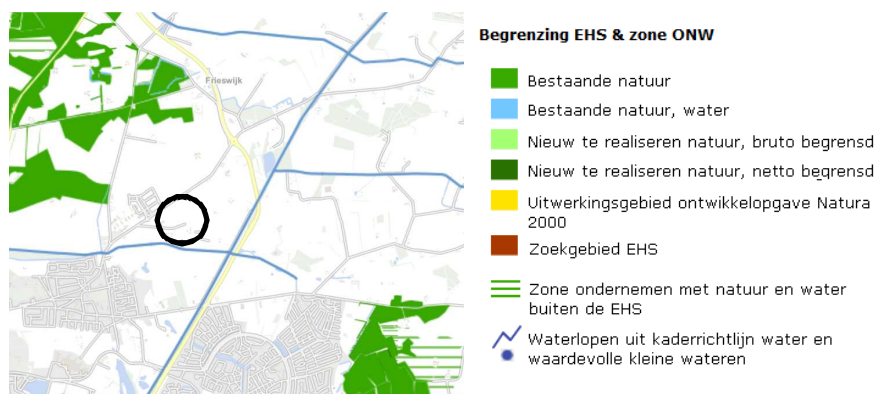 Frieswijk
Begrenzing EHS & zone ONW
Bestaande natuur
Bestaande natuur, water
Nieuw te realiseren natuur, bruto begrensd
Nieuw te realiseren natuur, netto begrensd
Uitwerkingsgebied ontwikkelopgave Natura
2000
Zoekgebied EHS
Zone ondernemen met natuur en water
buiten de EHS
Waterlopen uit kaderrichtlijn water en
waardevolle kleine wateren